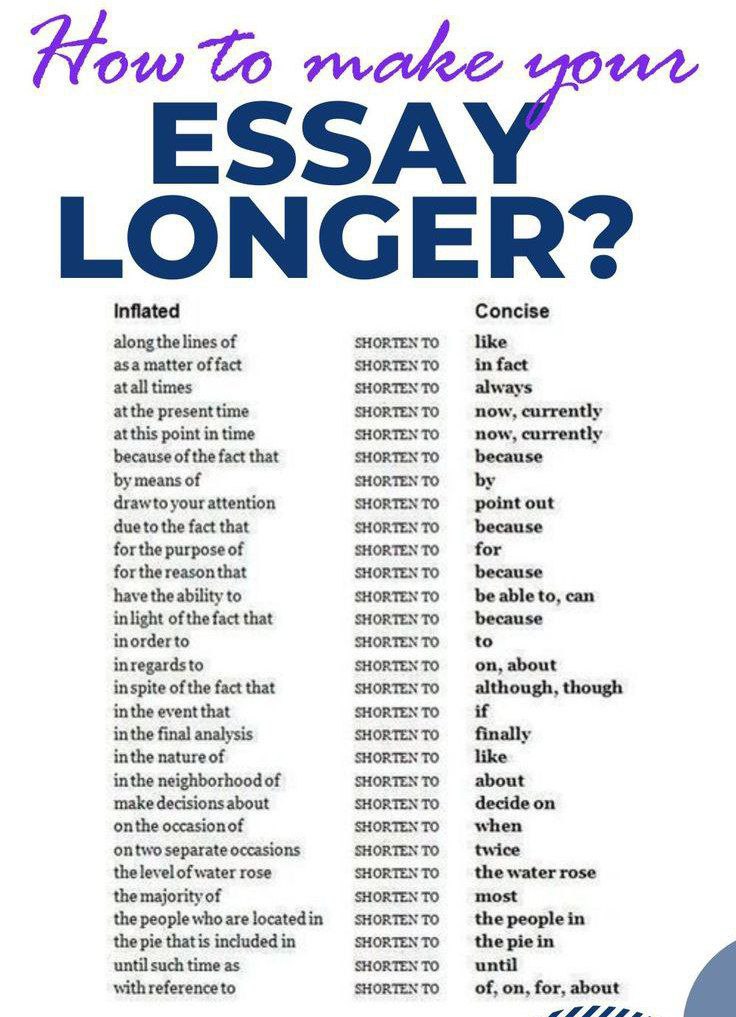 How to make your
ESSAY
LONGER?
Inflated Concise
along the lines of SHORTEN TO like
as a matter of fact SHORTEN TO in fact
at all times SHORTEN TO always
at the present time SHORTEN TO now, currently
at this point in time SHORTEN TO now, currently
because of the fact that SHORTEN TO because
by means of SHORTEN TO by
draw to your attention SHORTEN TO point out
due to the fact that SHORTEN TO because
for the purpose of SHORTEN TO for
for the reason that SHORTEN TO because
have the ability to SHORTEN TO be able to, can
in light of the fact that SHORTEN TO because
in order to SHORTEN TO to
in regards to SHORTEN TO on, about
in spite of the fact that SHORTEN TO although, though
in the event that SHORTEN TO if
in the final analysis SHORTEN TO finally
in the nature of SHORTEN TO like
in the neighborhood of SHORTEN TO about
make decisions about SHORTEN TO decide on
on the occasion of SHORTEN TO when
on two separate occasions SHORTEN TO twice
the level of water rose SHORTEN TO the water rose
the majority of SHORTEN TO most
the people who are located in SHORTEN TO the people in
the pie that is included in SHORTEN TO the pie in
until such time as SHORTEN TO until
with reference to SHORTEN TO of, on, for, about